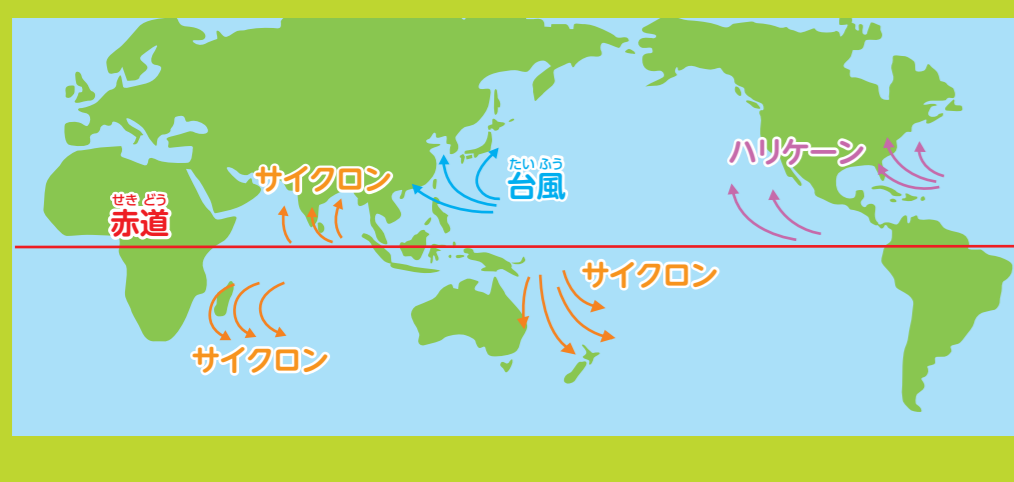 ハリケーン
たい ふう
台風
サイクロン
せき どう
赤道
サイクロン
サイクロン